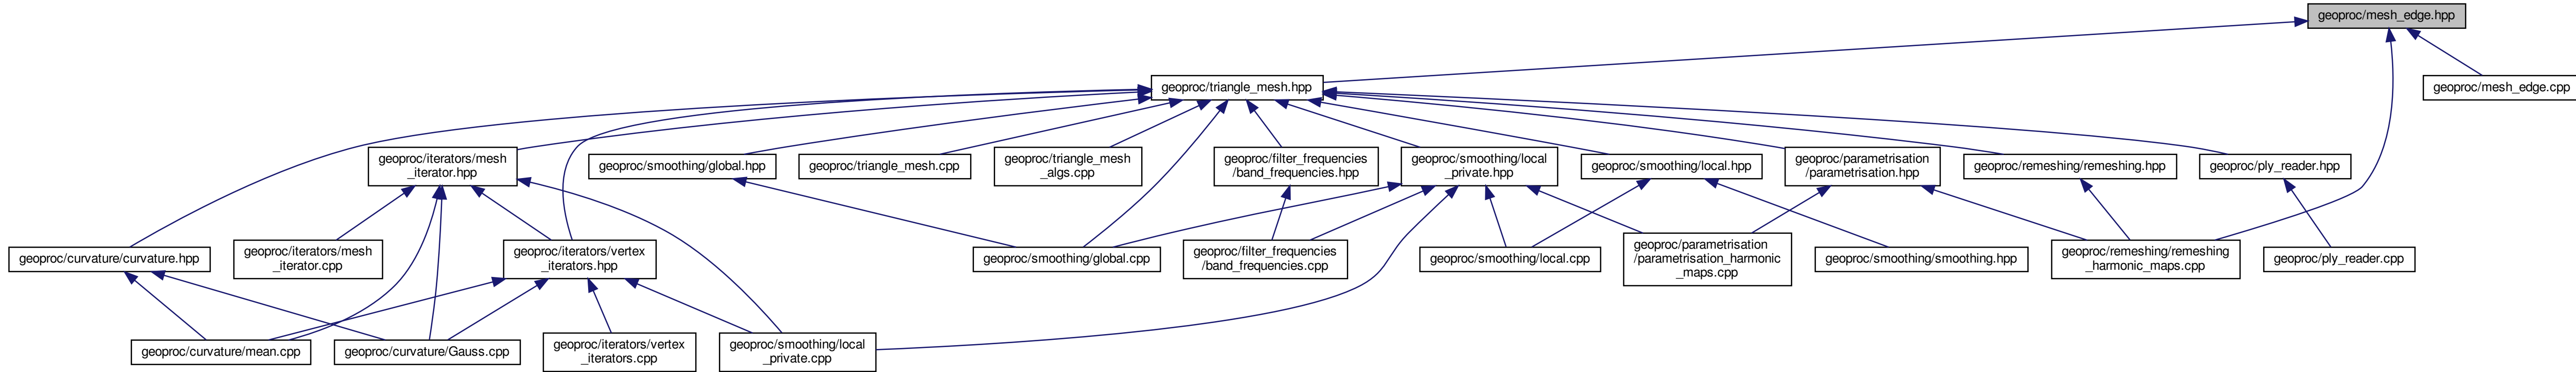 geoproc/mesh_edge.hpp
geoproc/triangle_mesh.hpp
geoproc/mesh_edge.cpp
geoproc/iterators/mesh
_iterator.hpp
geoproc/smoothing/global.hpp
geoproc/triangle_mesh.cpp
geoproc/triangle_mesh
_algs.cpp
geoproc/filter_frequencies
/band_frequencies.hpp
geoproc/smoothing/local
_private.hpp
geoproc/smoothing/local.hpp
geoproc/parametrisation
/parametrisation.hpp
geoproc/remeshing/remeshing.hpp
geoproc/ply_reader.hpp
geoproc/curvature/curvature.hpp
geoproc/iterators/mesh
_iterator.cpp
geoproc/iterators/vertex
_iterators.hpp
geoproc/smoothing/global.cpp
geoproc/filter_frequencies
/band_frequencies.cpp
geoproc/smoothing/local.cpp
geoproc/parametrisation
/parametrisation_harmonic
_maps.cpp
geoproc/smoothing/smoothing.hpp
geoproc/remeshing/remeshing
_harmonic_maps.cpp
geoproc/ply_reader.cpp
geoproc/curvature/mean.cpp
geoproc/curvature/Gauss.cpp
geoproc/iterators/vertex
_iterators.cpp
geoproc/smoothing/local
_private.cpp